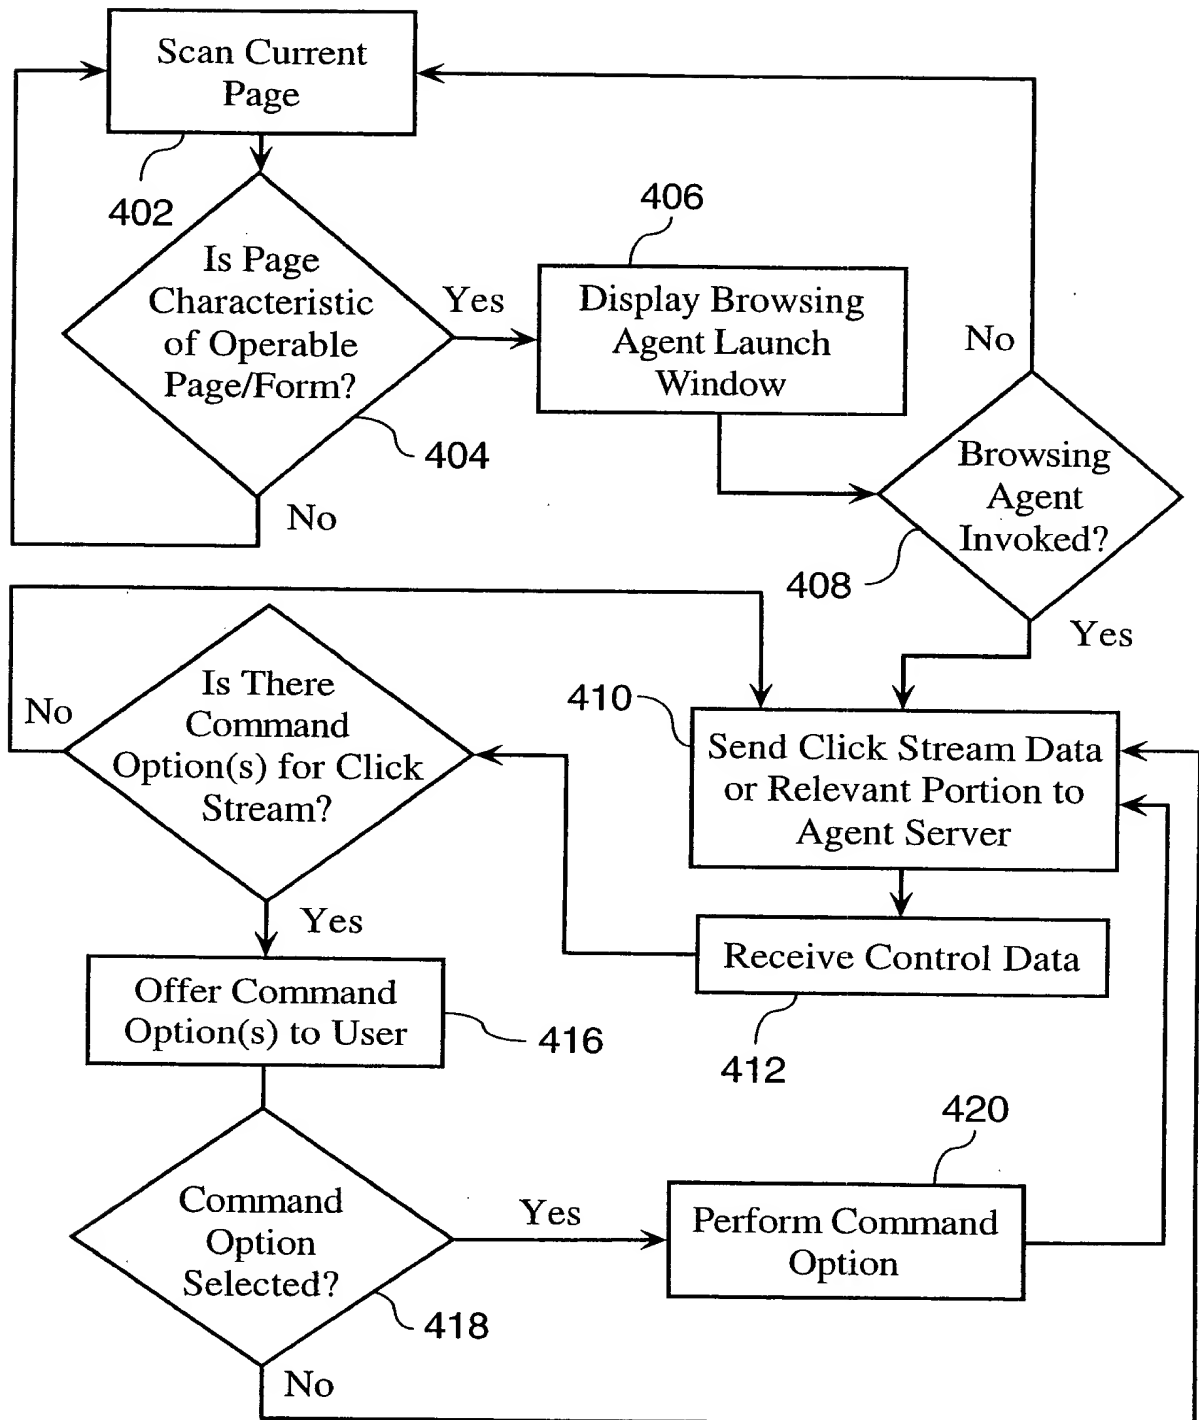 Scan Current
Page
402
Is Page
Characteristic
of Operable
Page/Form?
404
Yes
No
406
Display Browsing
Agent Launch
Window
No
Browsing
Agent
Invoked?
408
Yes
410
Send Click Stream Data
or Relevant Portion to
Agent Server
Receive Control Data
412
Is There
Command
Option(s) for Click
Stream?
No
Yes
Offer Command
Option(s) to User
416
Command
Option
Selected?
418
Yes
No
420
Perform Command
Option